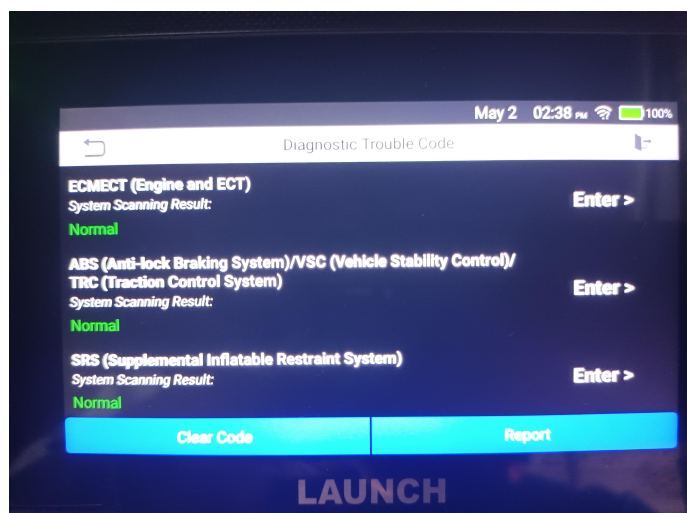 May 2 02:38 PM 100%
Diagnostic Trouble Code
ECMECT (Engine and ECT)
System Scanning Result:
Enter >
Normal
ABS (Anti-lock Braking System)/VSC (Vehicle Stability Control)/
TRC (Traction Control System)
System Scanning Result:
Enter >
Normal
SRS (Supplemental Inflatable Restraint System)
System Scanning Result:
Enter >
Normal
Clear Code
Report
LAUNCH